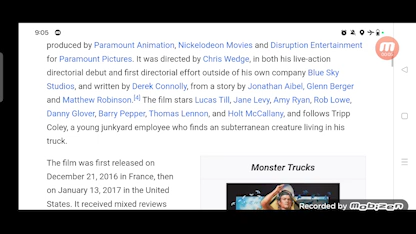 9:05
produced by Paramount Animation, Nickelodeon Movies and Disruption Entertainment
for Paramount Pictures. It was directed by Chris Wedge, in both his live-action
directorial debut and first directorial effort outside of his own company Blue Sky
Studios, and written by Derek Connolly, from a story by Jonathan Aibel, Glenn Berger
and Matthew Robinson.[4] The film stars Lucas Till, Jane Levy, Amy Ryan, Rob Lowe,
Danny Glover, Barry Pepper, Thomas Lennon, and Holt McCallany, and follows Tripp
Coley, a young junkyard employee who finds an subterranean creature living in his
truck.
The film was first released on
December 21, 2016 in France, then
on January 13, 2017 in the United
States. It received mixed reviews
Monster Trucks
Recorded by Mobizen